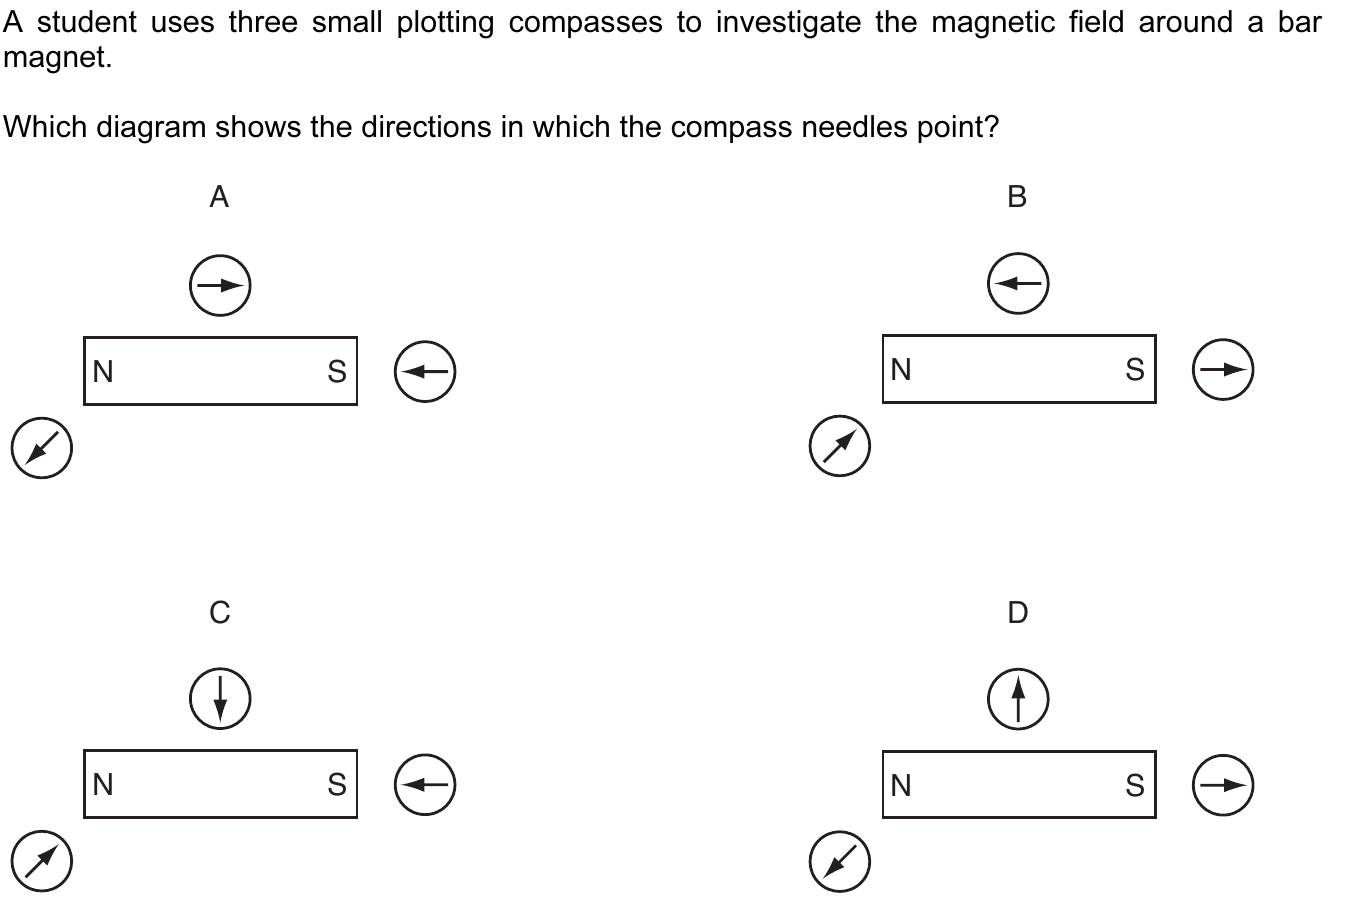 A student uses three small plotting compasses to investigate the magnetic field around a bar
magnet.
Which diagram shows the directions in which the compass needles point?
A
B
N S
N S
C
D
N S
N S